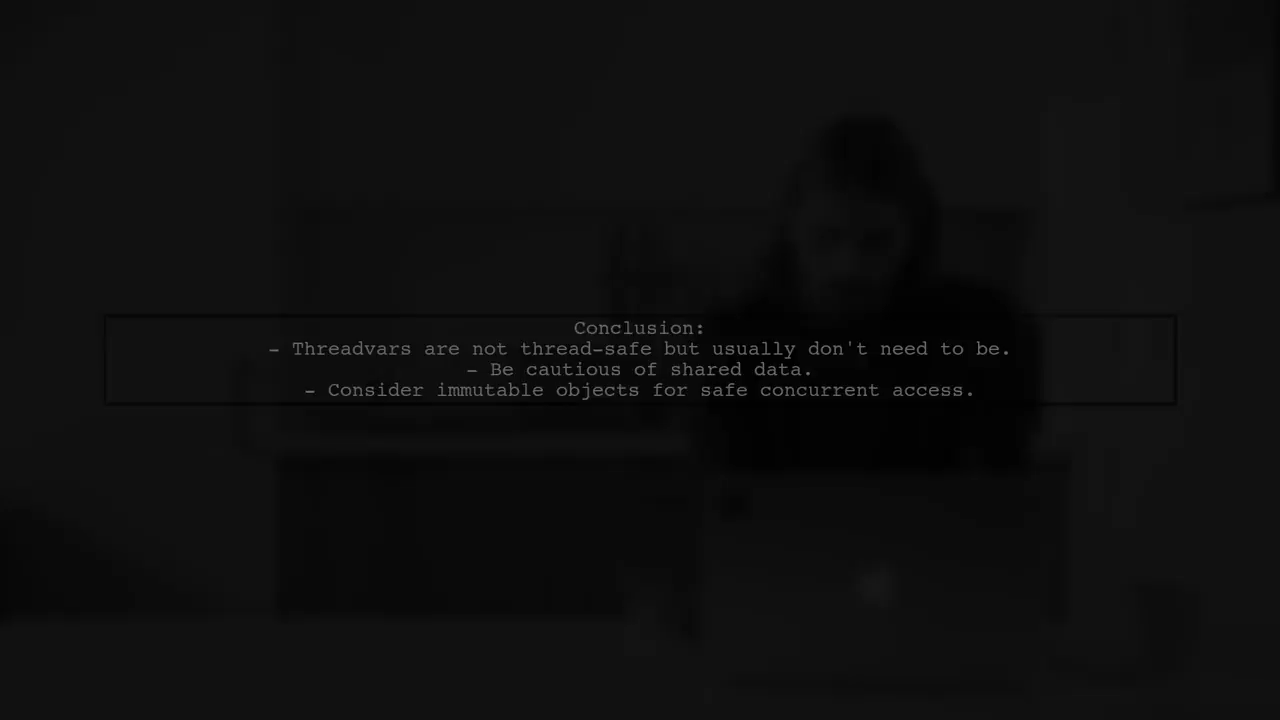 Conclusion:
- Threadvars are not thread-safe but usually don't need to be.
- Be cautious of shared data.
- Consider immutable objects for safe concurrent access.